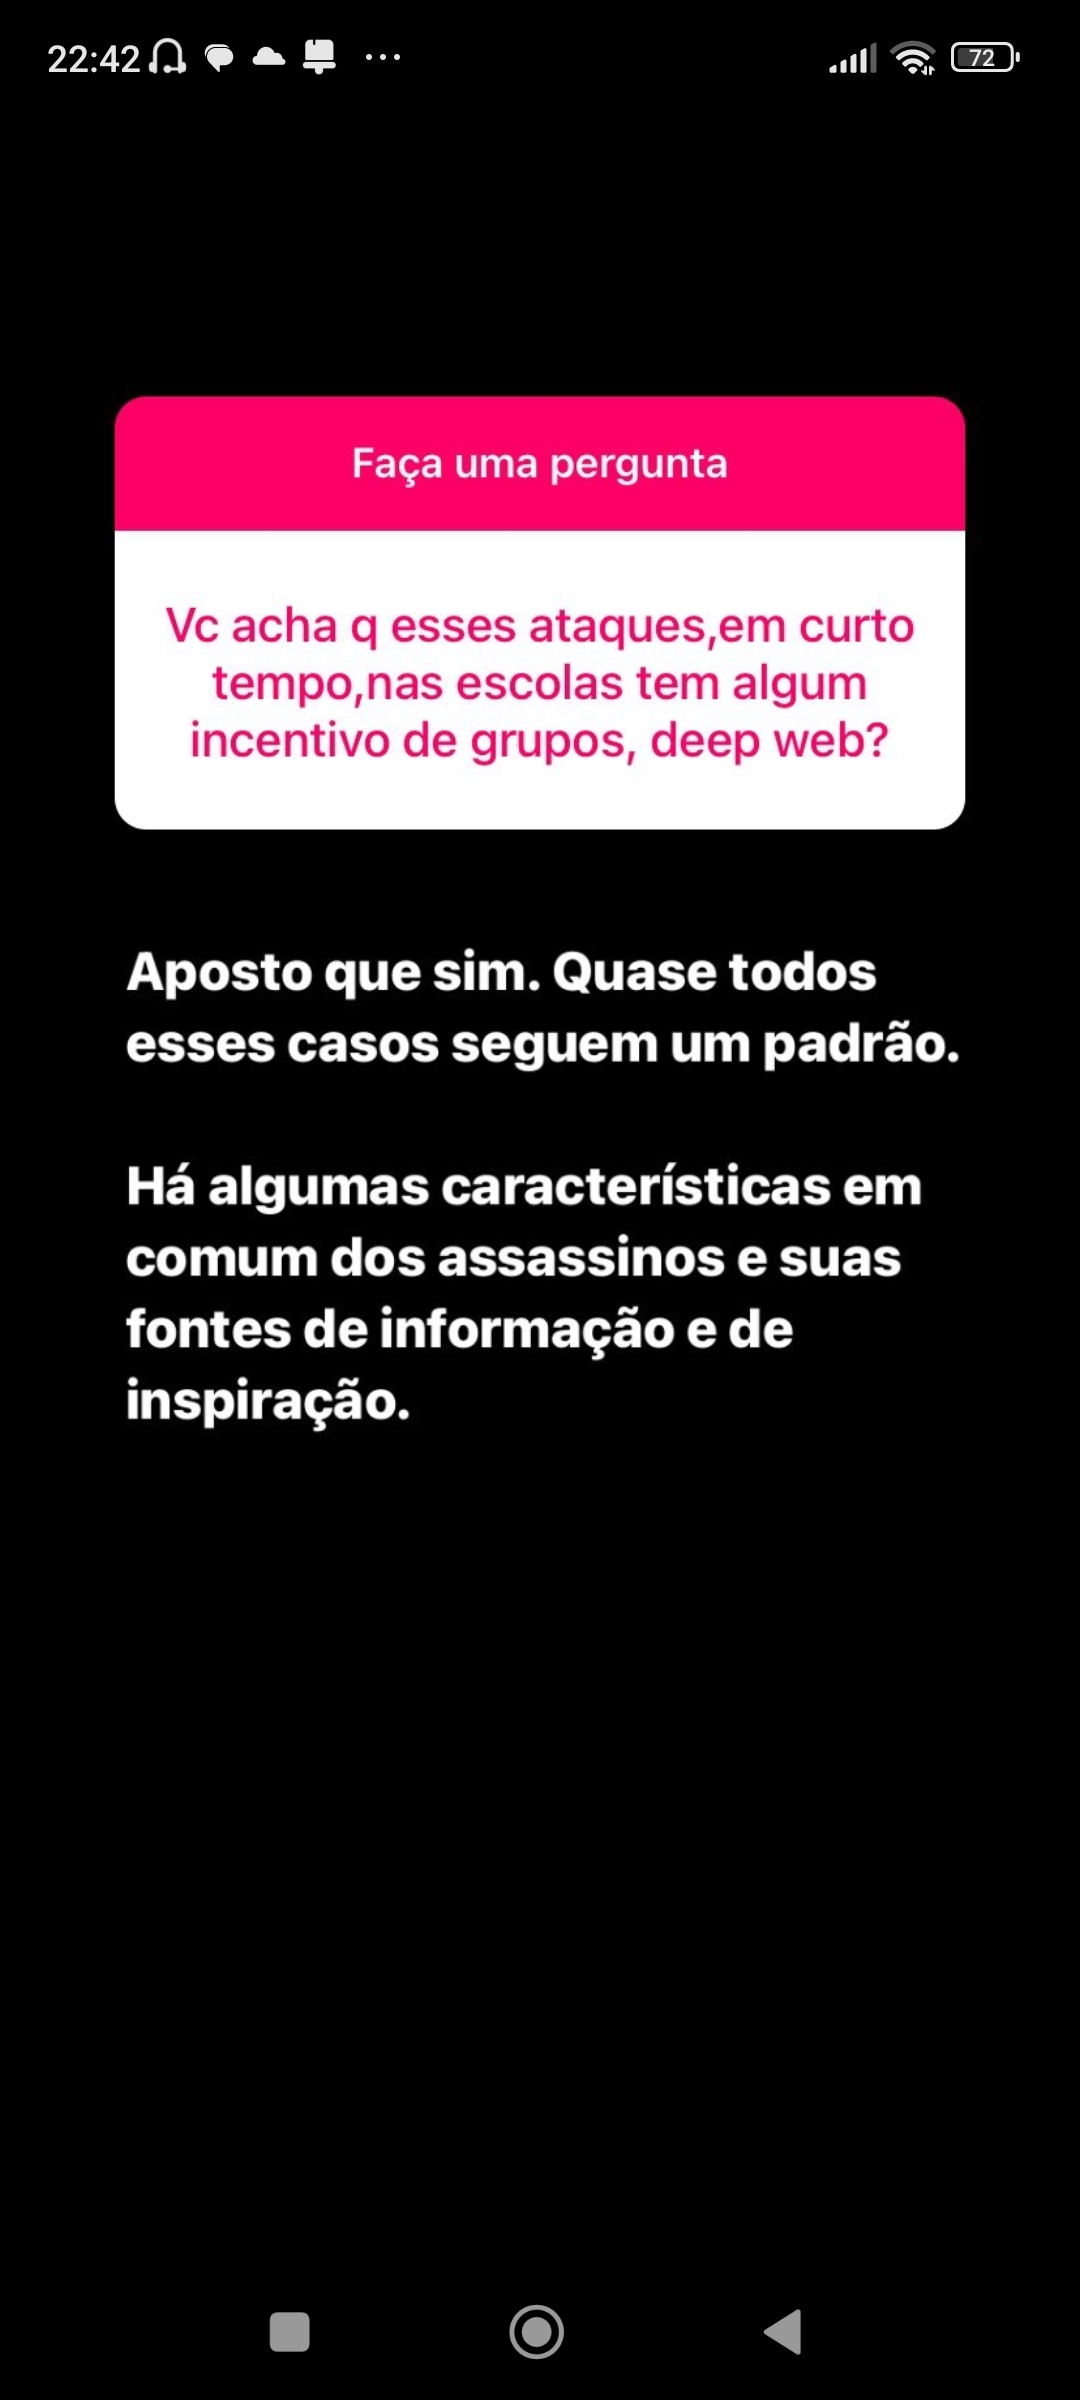 22:42
72
Faça uma pergunta
Vc acha q esses ataques,em curto
tempo,nas escolas tem algum
incentivo de grupos, deep web?
Aposto que sim. Quase todos
esses casos seguem um padrão.
Há algumas características em
comum dos assassinos e suas
fontes de informação e de
inspiração.